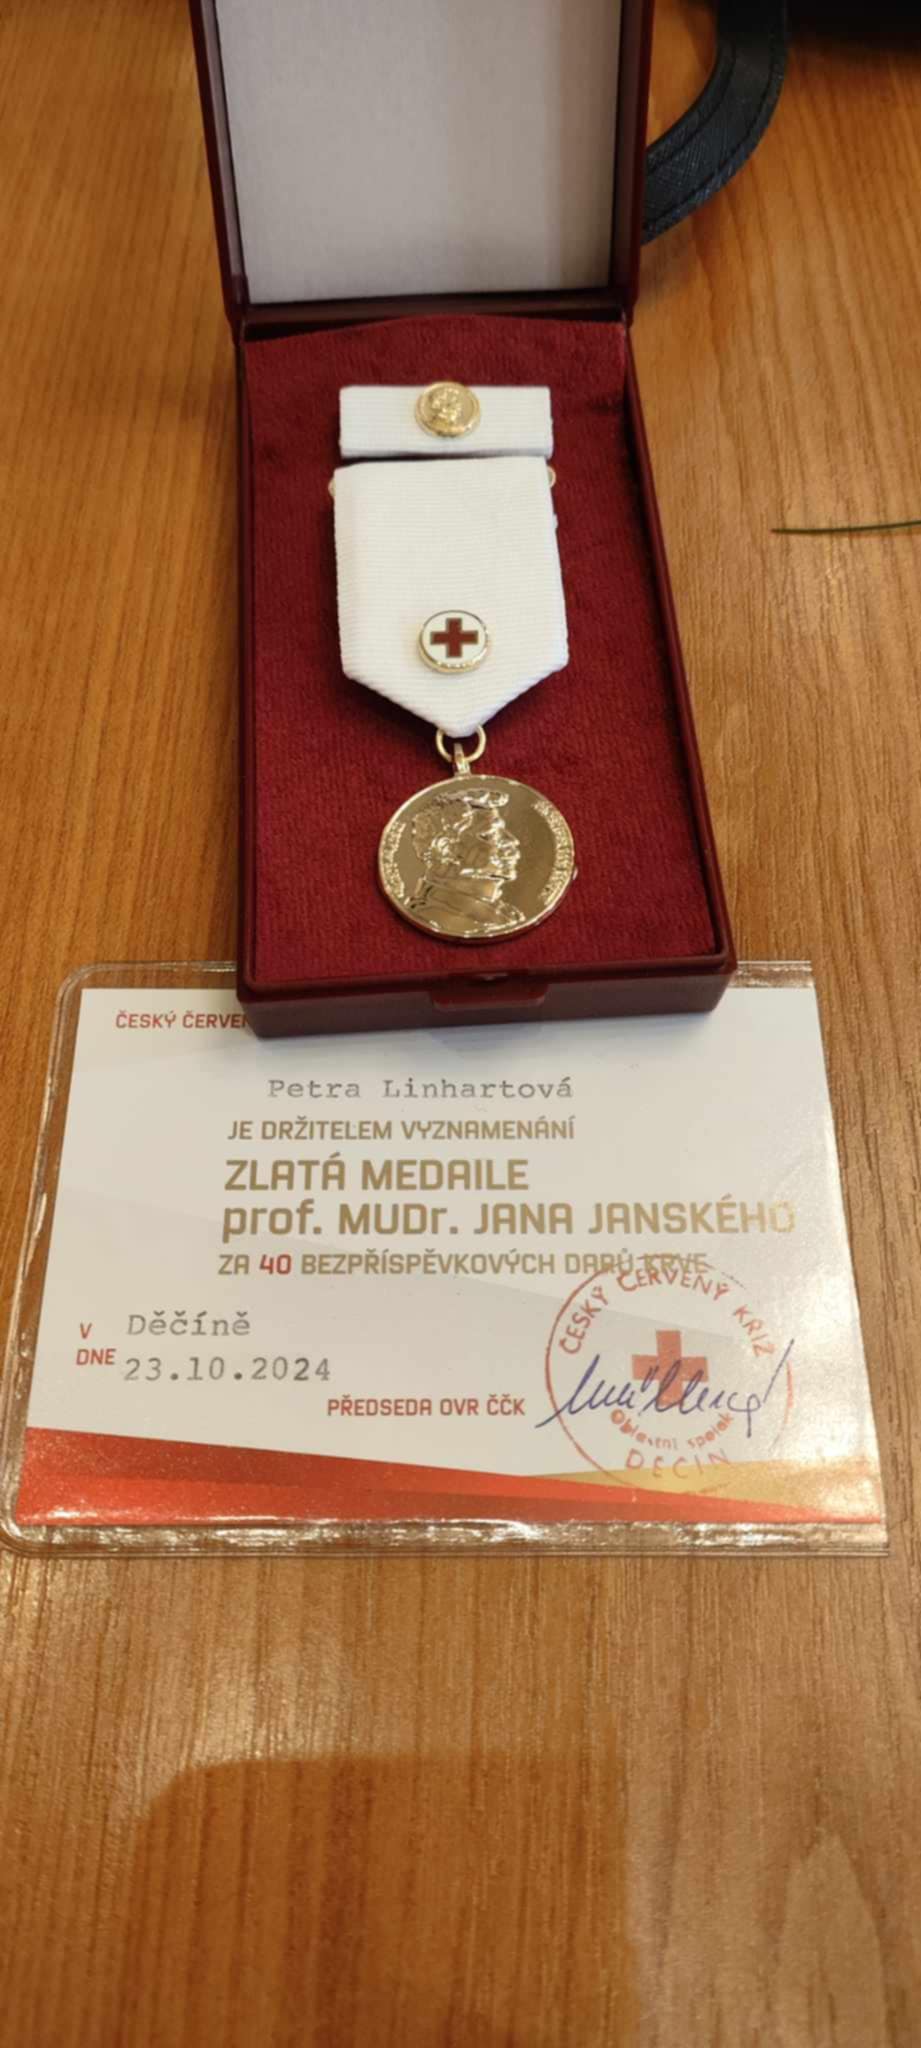 ČESKÝ
Petra Linhartová
JE DRŽITELEM VYZNAMENÁNÍ
ZLATÁ MEDAILE
prof. MUDr. JANA JANSKÉHO
ZA 40 BEZPŘÍSPĚVKOVÝCH DARŮ KRVE
V Děčíně
DNE 23.10.2024
PŘEDSEDA OVR ČČK
ČESKÝ ČERVENÝ KŘÍŽ
Oblastní spolek
DĚČÍN